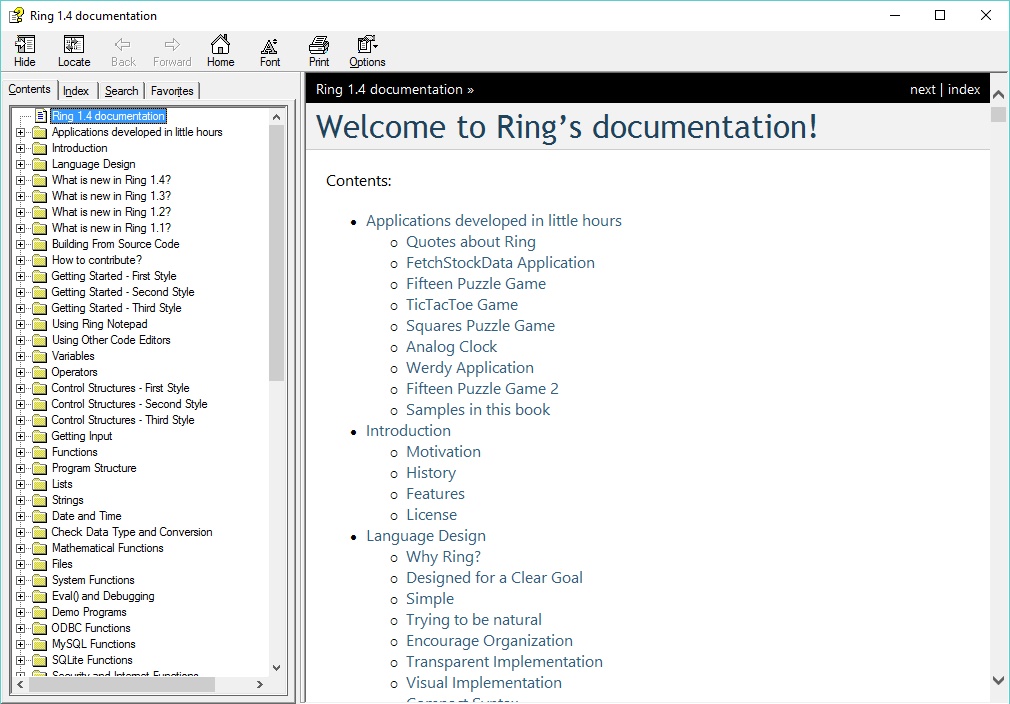 Ring 1.4 documentation
Hide Locate Back Forward Home Font Print Options
Contents Index Search Favorites
Ring 1.4 documentation
Applications developed in little hours
Introduction
Language Design
What is new in Ring 1.4?
What is new in Ring 1.3?
What is new in Ring 1.2?
What is new in Ring 1.1?
Building From Source Code
How to contribute?
Getting Started - First Style
Getting Started - Second Style
Getting Started - Third Style
Using Ring Notepad
Using Other Code Editors
Variables
Operators
Control Structures - First Style
Control Structures - Second Style
Control Structures - Third Style
Getting Input
Functions
Program Structure
Lists
Strings
Date and Time
Check Data Type and Conversion
Mathematical Functions
Files
System Functions
Eval() and Debugging
Demo Programs
ODBC Functions
MySQL Functions
SQLite Functions
Security and Internet Functions
Ring 1.4 documentation » next | index
Welcome to Ring’s documentation!
Contents:
Applications developed in little hours
Quotes about Ring
FetchStockData Application
Fifteen Puzzle Game
TicTacToe Game
Squares Puzzle Game
Analog Clock
Werdy Application
Fifteen Puzzle Game 2
Samples in this book
Introduction
Motivation
History
Features
License
Language Design
Why Ring?
Designed for a Clear Goal
Simple
Trying to be natural
Encourage Organization
Transparent Implementation
Visual Implementation
Compact Syntax